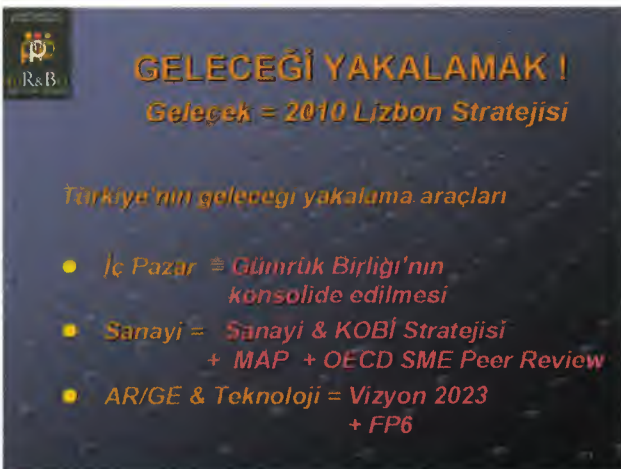 R&B
GELECEĞİ YAKALAMAK !
Gelecek = 2010 Lizbon Stratejisi
Türkiye'nin geleceği yakalama araçları
İç Pazar = Gümrük Birliği'nin
konsolide edilmesi
Sanayi = Sanayi & KOBİ Stratejisi
+ MAP + OECD SME Peer Review
AR/GE & Teknoloji = Vizyon 2023
+ FP6